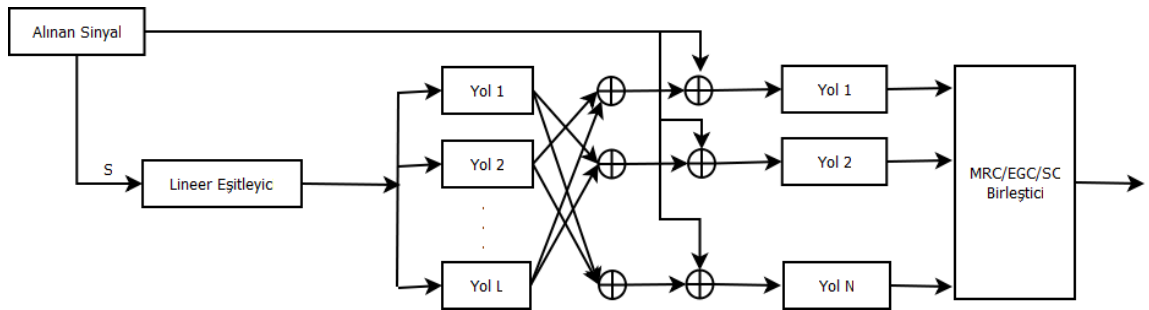 Alınan Sinyal
S
Lineer Eşitleyic
Yol 1
Yol 2
Yol L
Yol 1
Yol 2
Yol N
MRC/EGC/SC
Birleştici